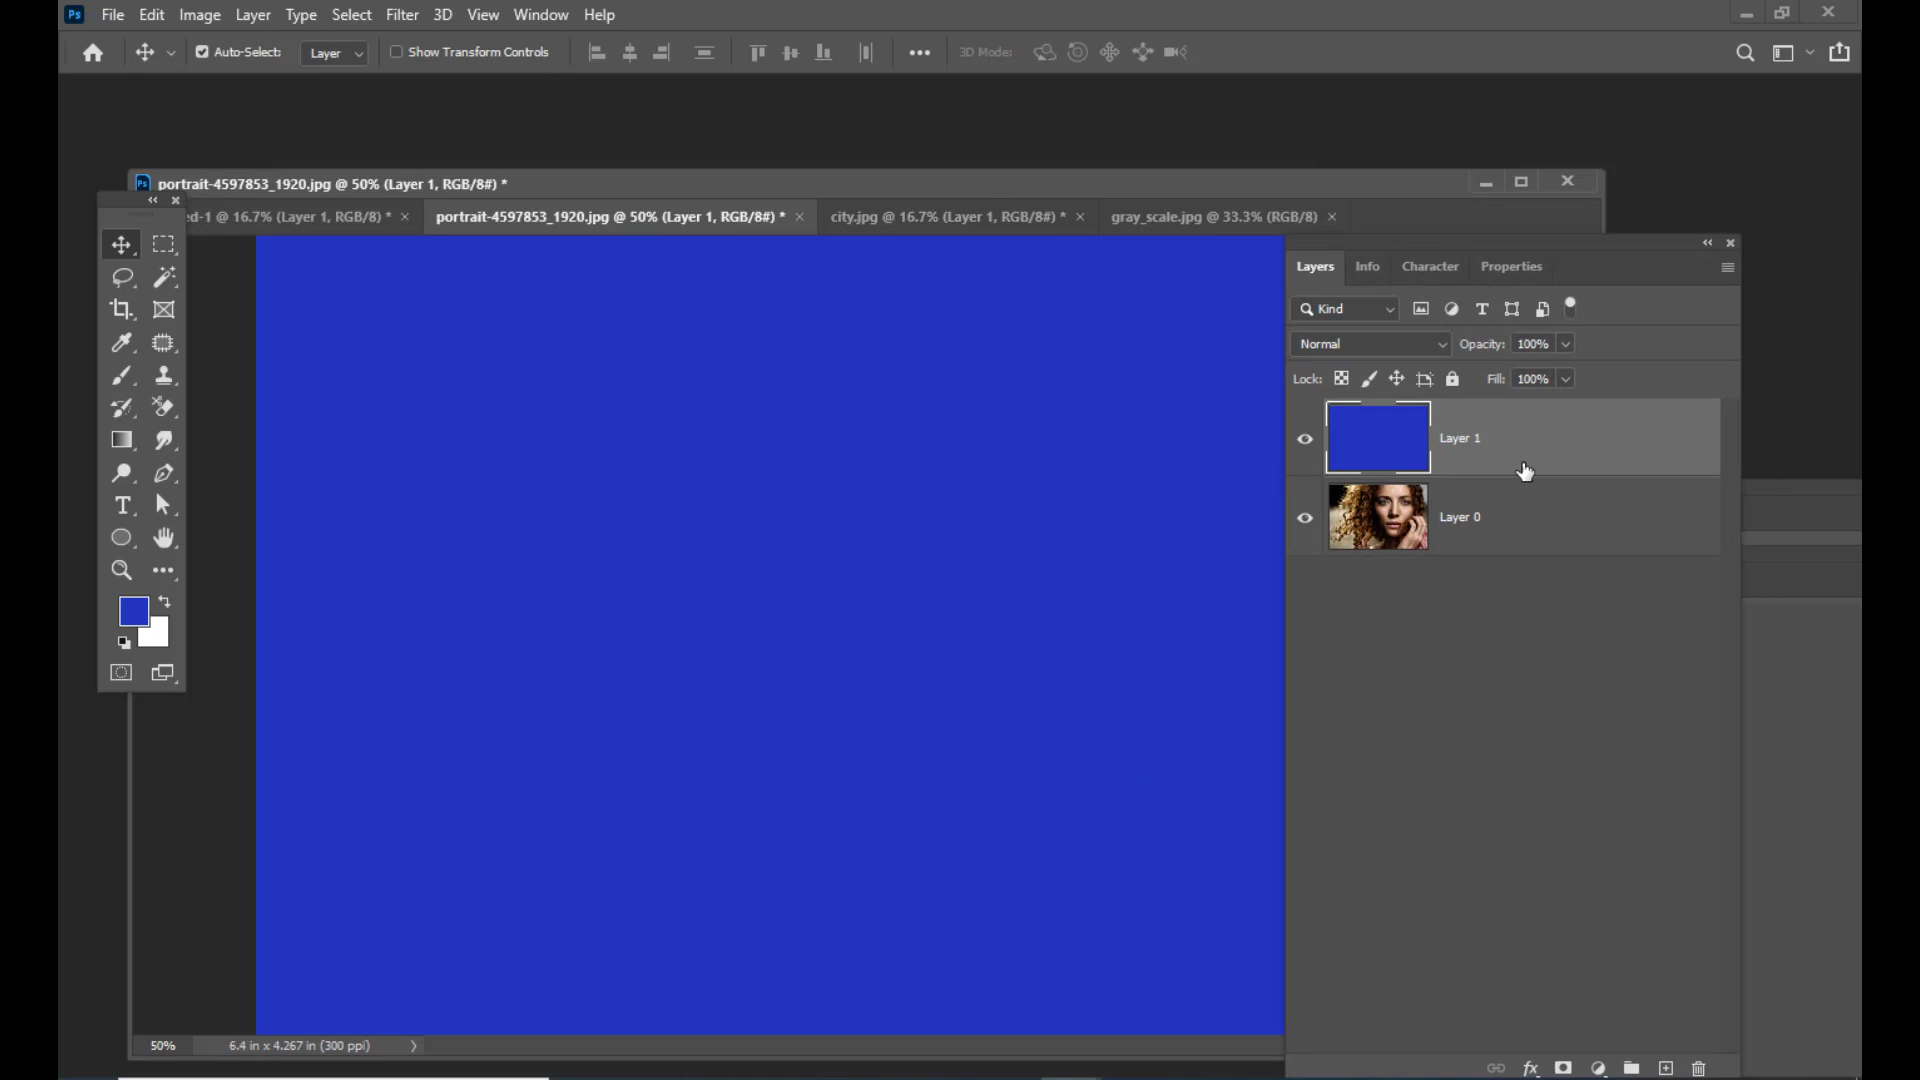 Ps File Edit Image Layer Type Select Filter 3D View Window Help
Auto-Select: Layer Show Transform Controls 3D Mode:
Ps portrait-4597853_1920.jpg @ 50% (Layer 1, RGB/8#) *
ed-1 @ 16.7% (Layer 1, RGB/8) * portrait-4597853_1920.jpg @ 50% (Layer 1, RGB/8#) * city.jpg @ 16.7% (Layer 1, RGB/8#) * gray_scale.jpg @ 33.3% (RGB/8)
Layers Info Character Properties
Kind
Normal Opacity: 100%
Lock: Fill: 100%
Layer 1
Layer 0
50% 6.4 in x 4.267 in (300 ppi)
fx